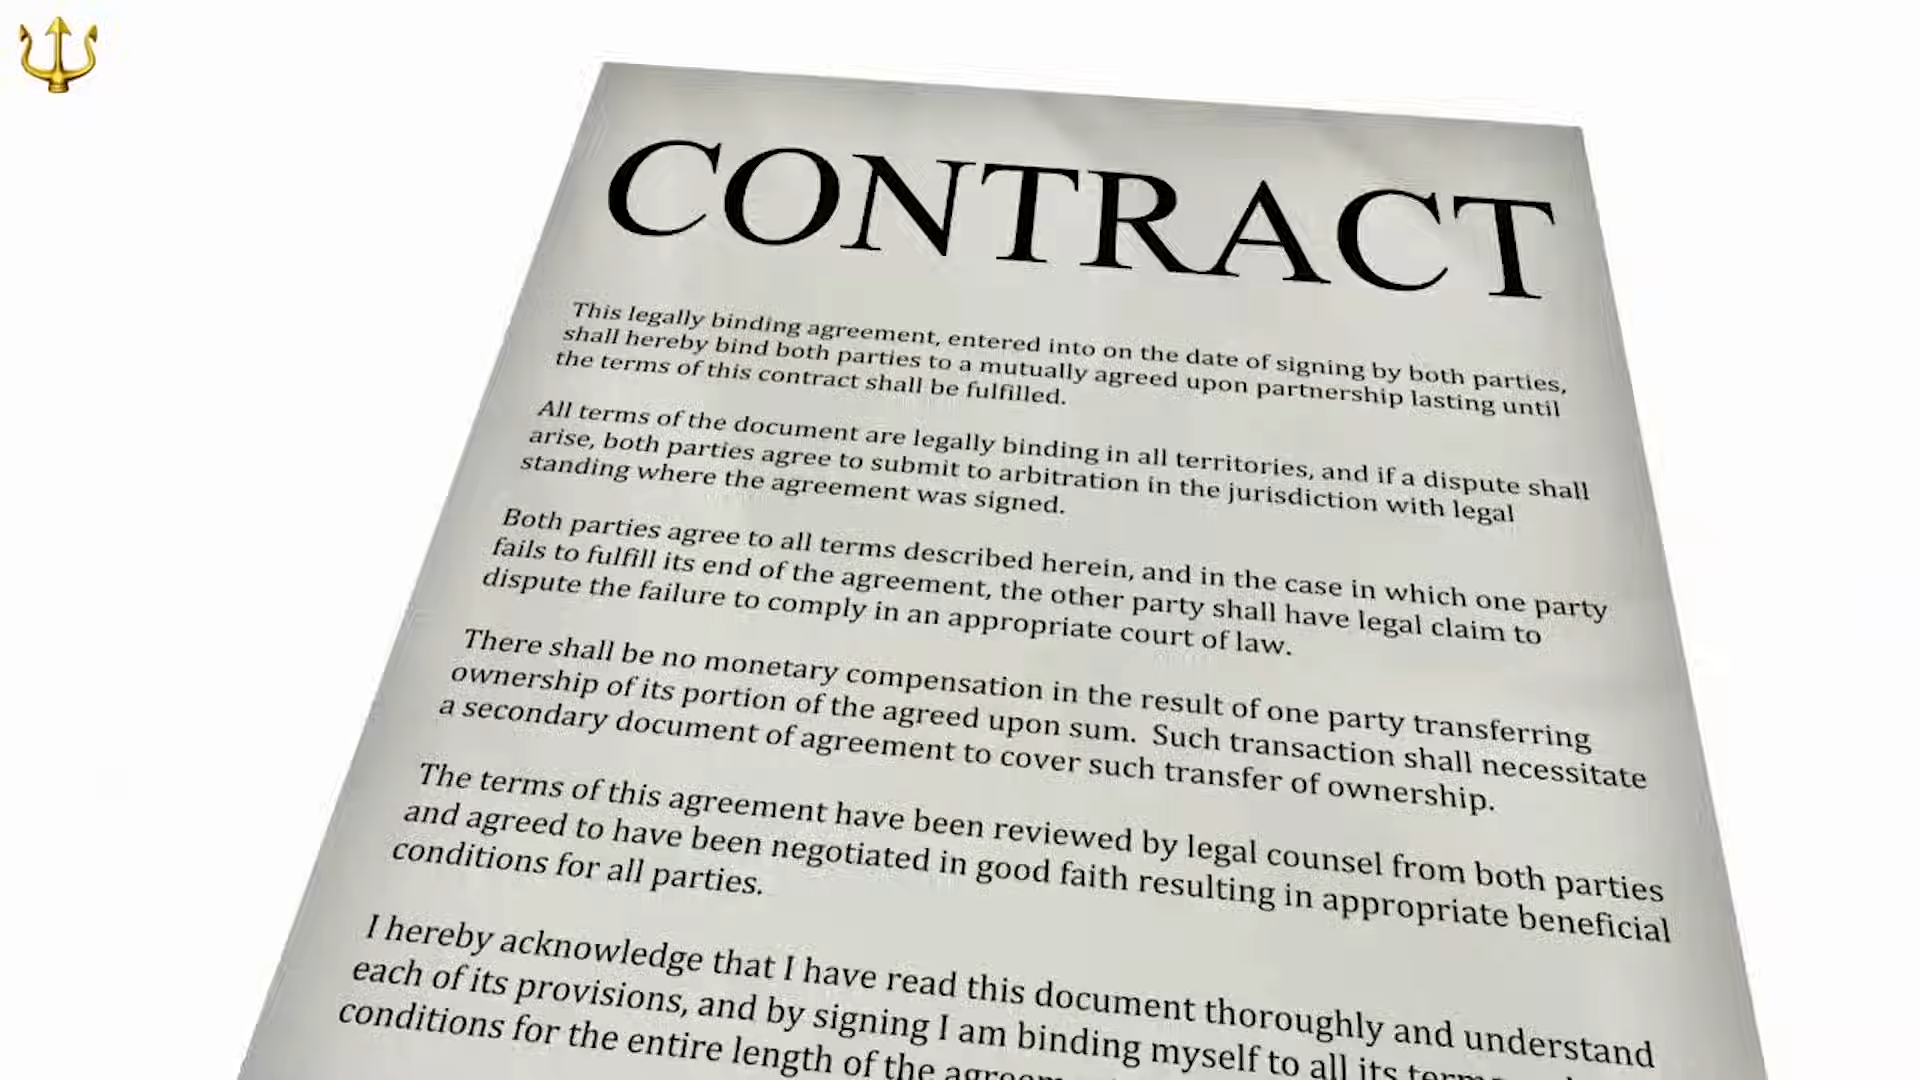 CONTRACT
This legally binding agreement, entered into on the date of signing by both parties,
shall hereby bind both parties to a mutually agreed upon partnership lasting until
the terms of this contract shall be fulfilled.
All terms of the document are legally binding in all territories, and if a dispute shall
arise, both parties agree to submit to arbitration in the jurisdiction with legal
standing where the agreement was signed.
Both parties agree to all terms described herein, and in the case in which one party
fails to fulfill its end of the agreement, the other party shall have legal claim to
dispute the failure to comply in an appropriate court of law.
There shall be no monetary compensation in the result of one party transferring
ownership of its portion of the agreed upon sum. Such transaction shall necessitate
a secondary document of agreement to cover such transfer of ownership.
The terms of this agreement have been reviewed by legal counsel from both parties
and agreed to have been negotiated in good faith resulting in appropriate beneficial
conditions for all parties.
I hereby acknowledge that I have read this document thoroughly and understand
each of its provisions, and by signing I am binding myself to all its
conditions for the entire length of the